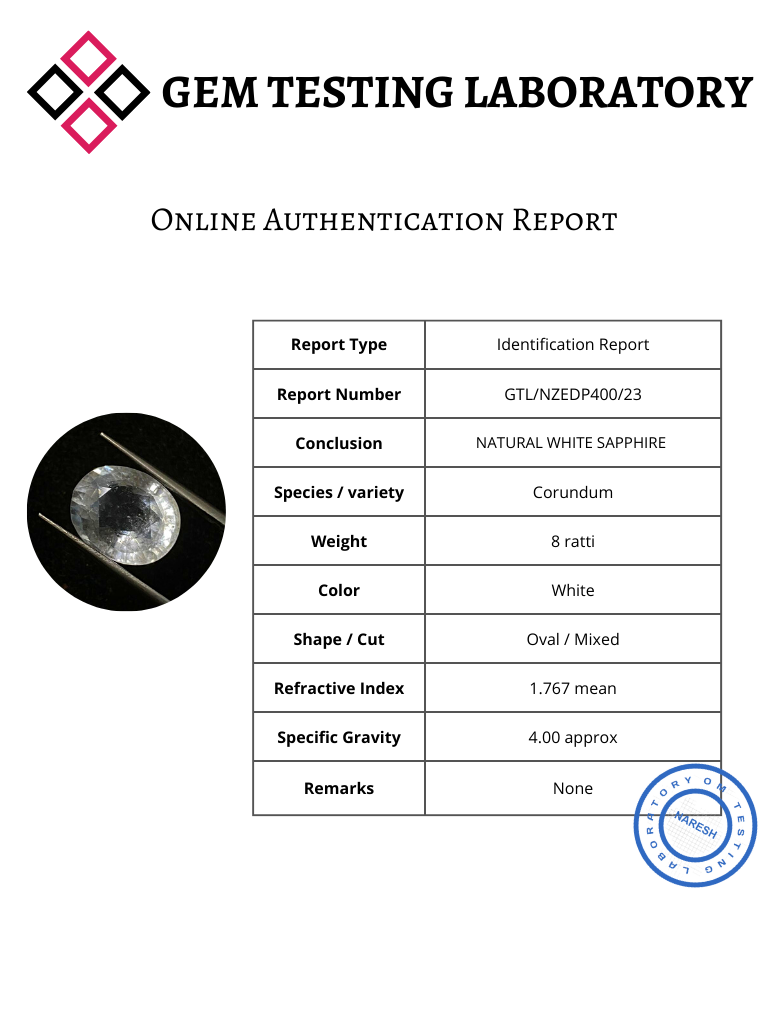 GEM TESTING LABORATORY
Online Authentication Report
Report Type Identification Report
Report Number GTL/NZEDP400/23
Conclusion NATURAL WHITE SAPPHIRE
Species / variety Corundum
Weight 8 ratti
Color White
Shape / Cut Oval / Mixed
Refractive Index 1.767 mean
Specific Gravity 4.00 approx
Remarks None
OM TESTING LABORATORY
NARESH